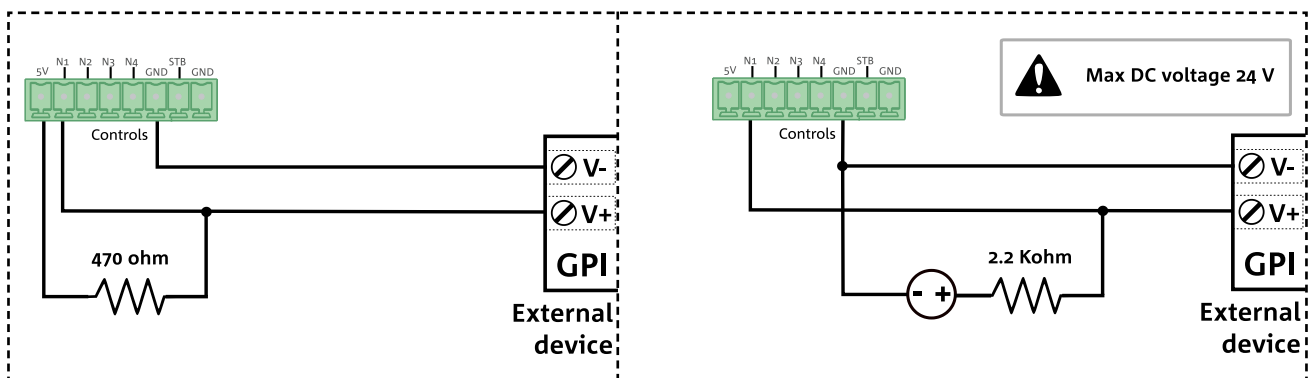 5V N1 N2 N3 N4 GND STB GND
Controls
V-
V+
470 ohm
GPI
External
device
Max DC voltage 24 V
5V N1 N2 N3 N4 GND STB GND
Controls
V-
V+
2.2 Kohm
- +
GPI
External
device